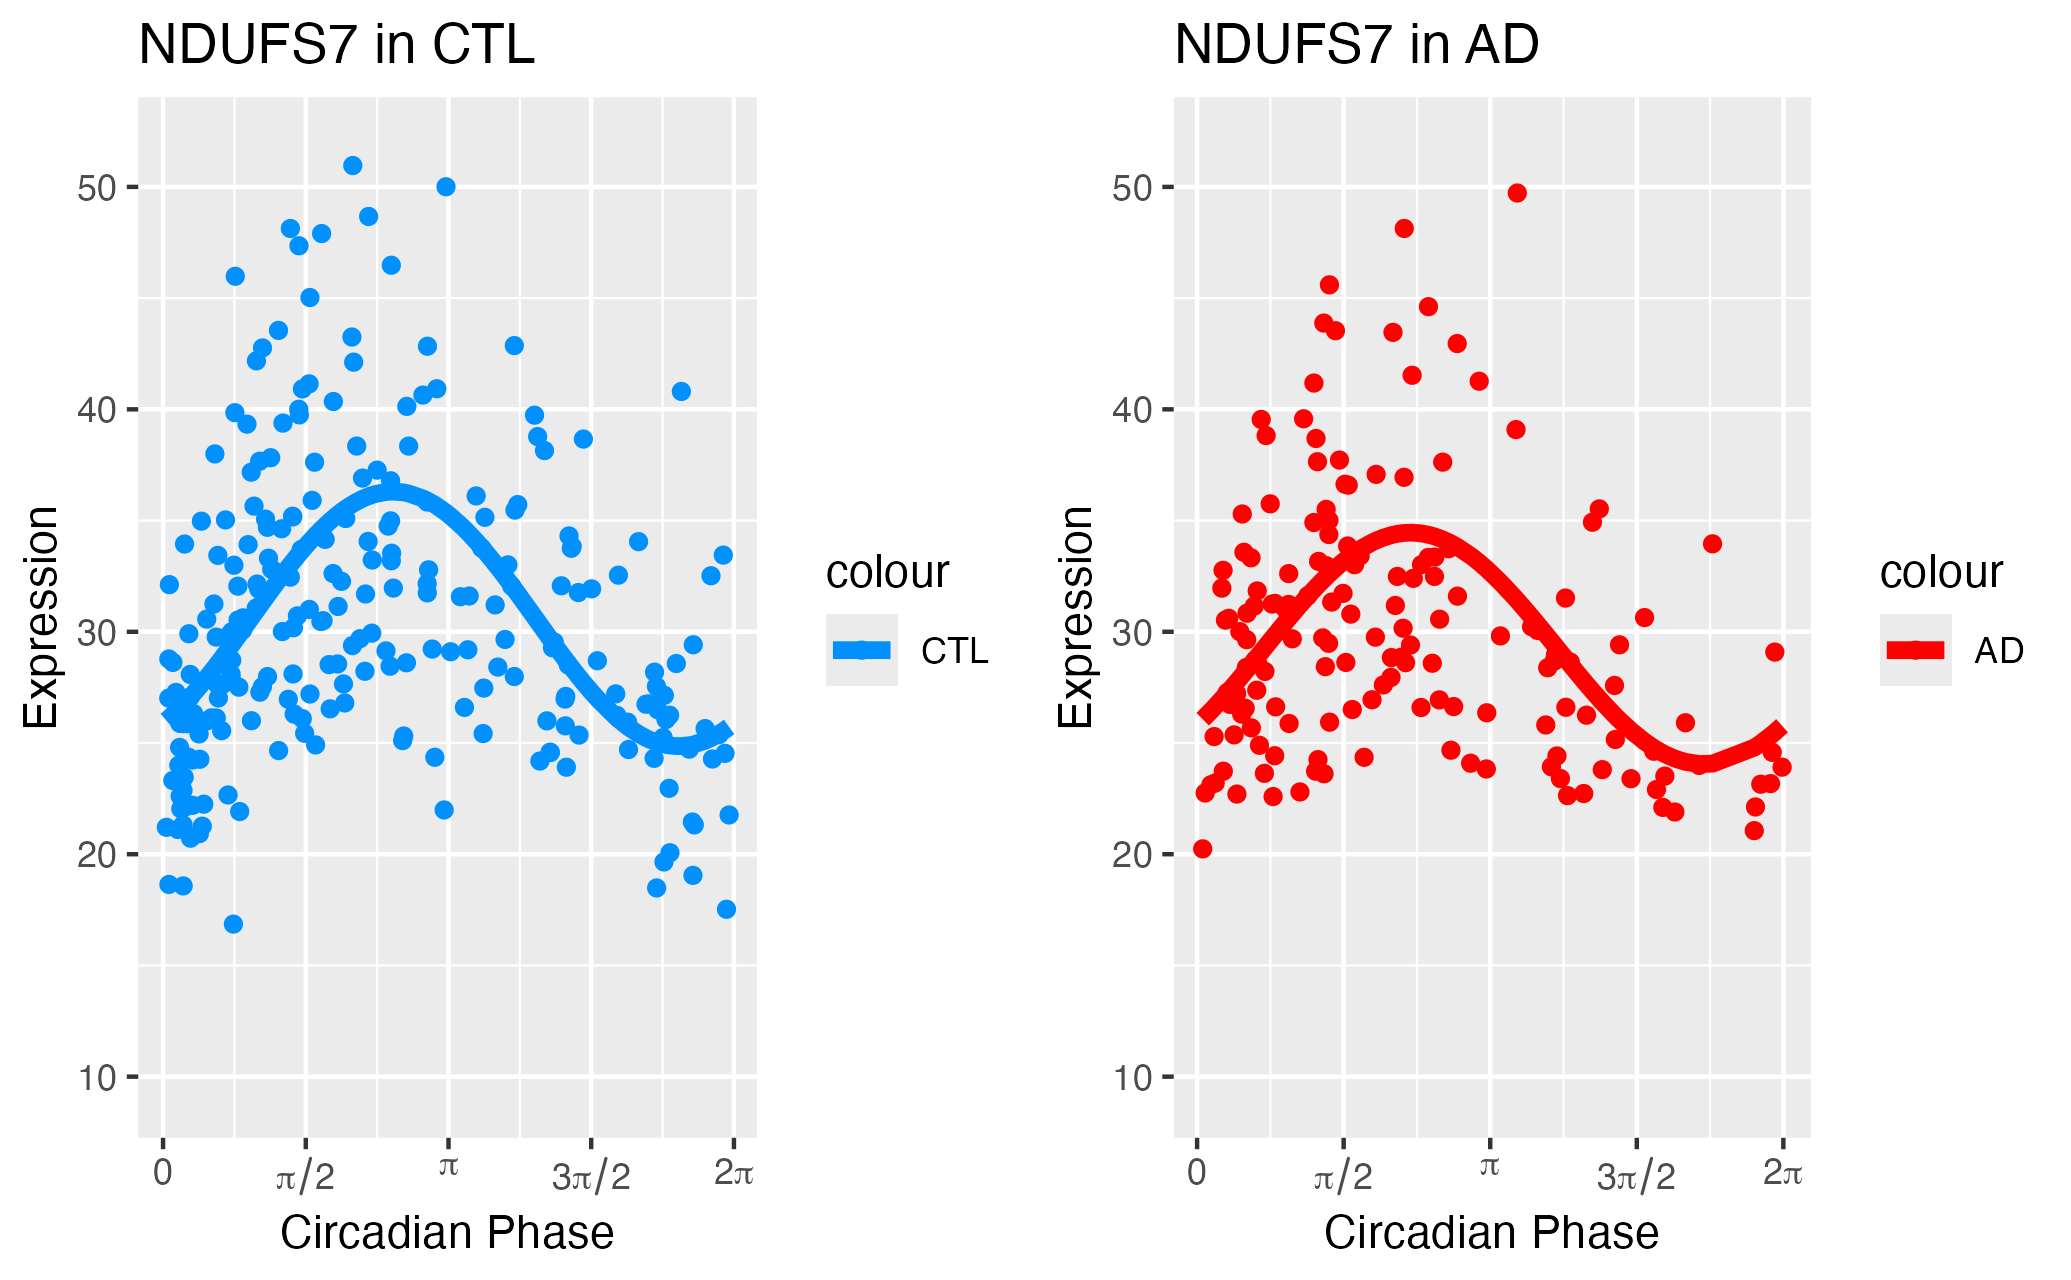 NDUFS7 in CTL
Expression
50
40
30
20
10
0 π/2 π 3π/2 2π
Circadian Phase
colour
CTL
NDUFS7 in AD
Expression
50
40
30
20
10
0 π/2 π 3π/2 2π
Circadian Phase
colour
AD